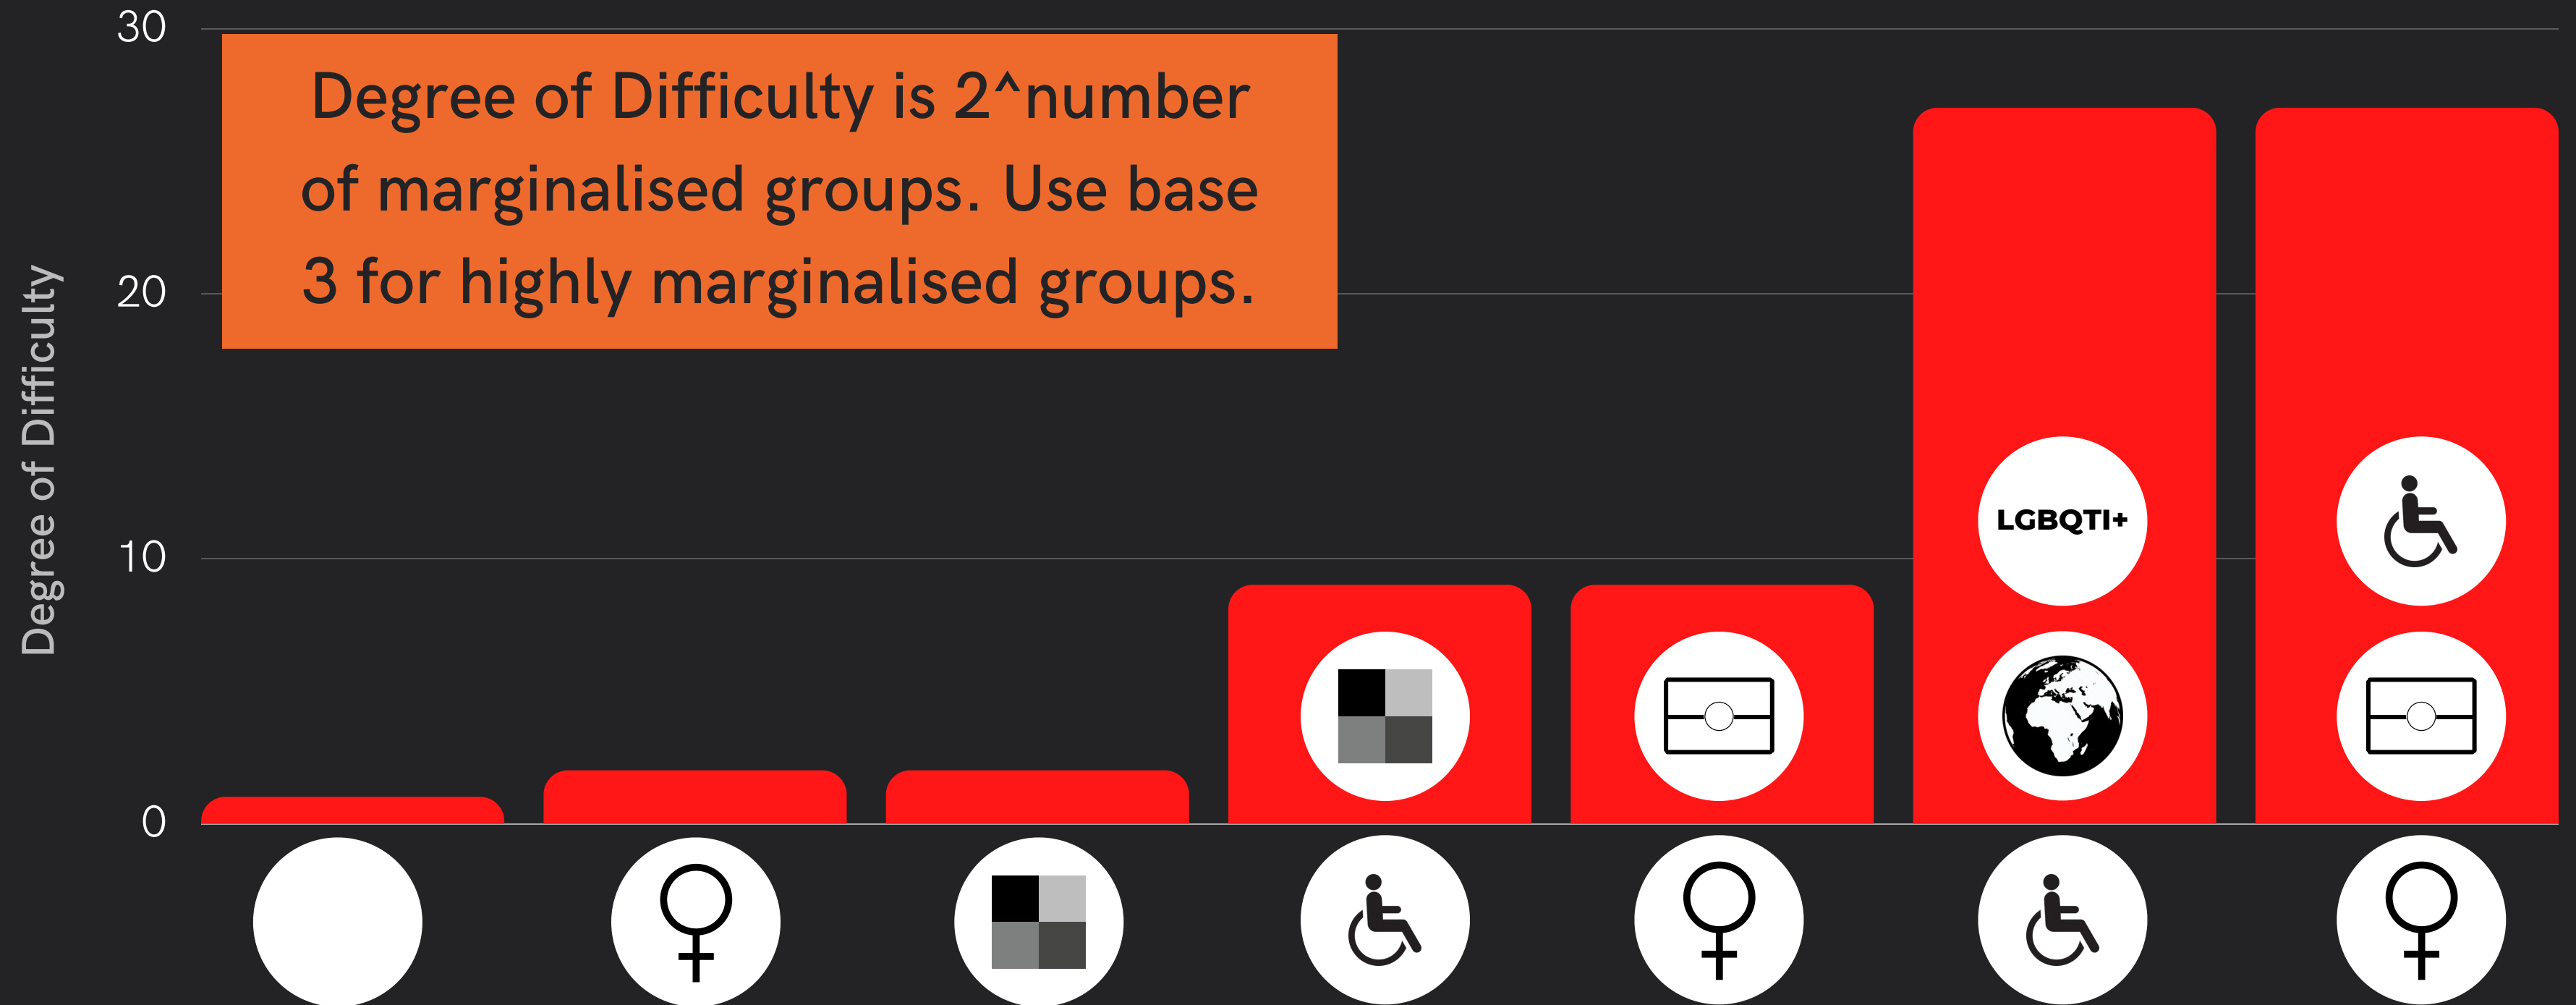 30
Degree of Difficulty is 2^number
of marginalised groups. Use base
3 for highly marginalised groups.
20
10
0
Degree of Difficulty
LGBQTI+